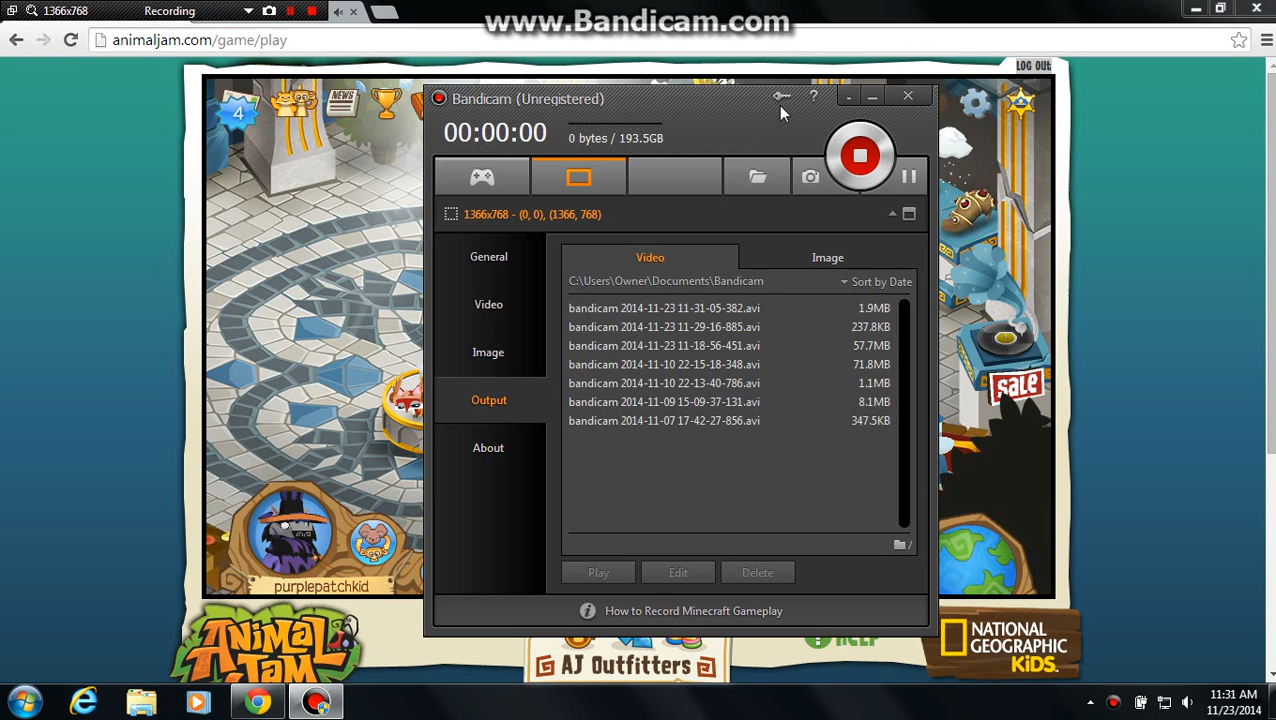 1366x768 Recording
www.Bandicam.com
animaljam.com/game/play
LOG OUT
4
NEWS
Bandicam (Unregistered)
?
00:00:00
0 bytes / 193.5GB
1366x768 - (0, 0), (1366, 768)
General
Video
Image
Output
About
Video
Image
C:\Users\Owner\Documents\Bandicam
Sort by Date
bandicam 2014-11-23 11-31-05-382.avi 1.9MB
bandicam 2014-11-23 11-29-16-885.avi 237.8KB
bandicam 2014-11-23 11-18-56-451.avi 57.7MB
bandicam 2014-11-10 22-15-18-348.avi 71.8MB
bandicam 2014-11-10 22-13-40-786.avi 1.1MB
bandicam 2014-11-09 15-09-37-131.avi 8.1MB
bandicam 2014-11-07 17-42-27-856.avi 347.5KB
/
Play
Edit
Delete
How to Record Minecraft Gameplay
SALE
purplepatchkid
ANIMAL
JAM
AJ OUTFITTERS
HELP
NATIONAL
GEOGRAPHIC
KiDS
11:31 AM
11/23/2014